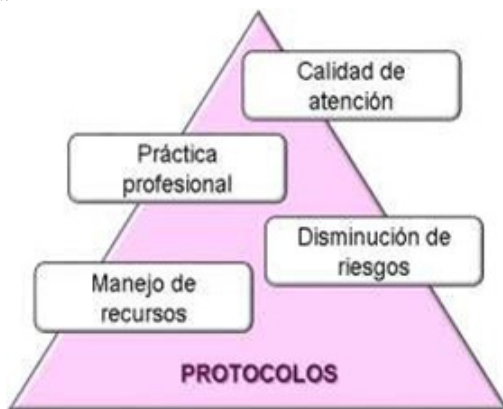 Calidad de
atención
Práctica
profesional
Disminución de
riesgos
Manejo de
recursos
PROTOCOLOS